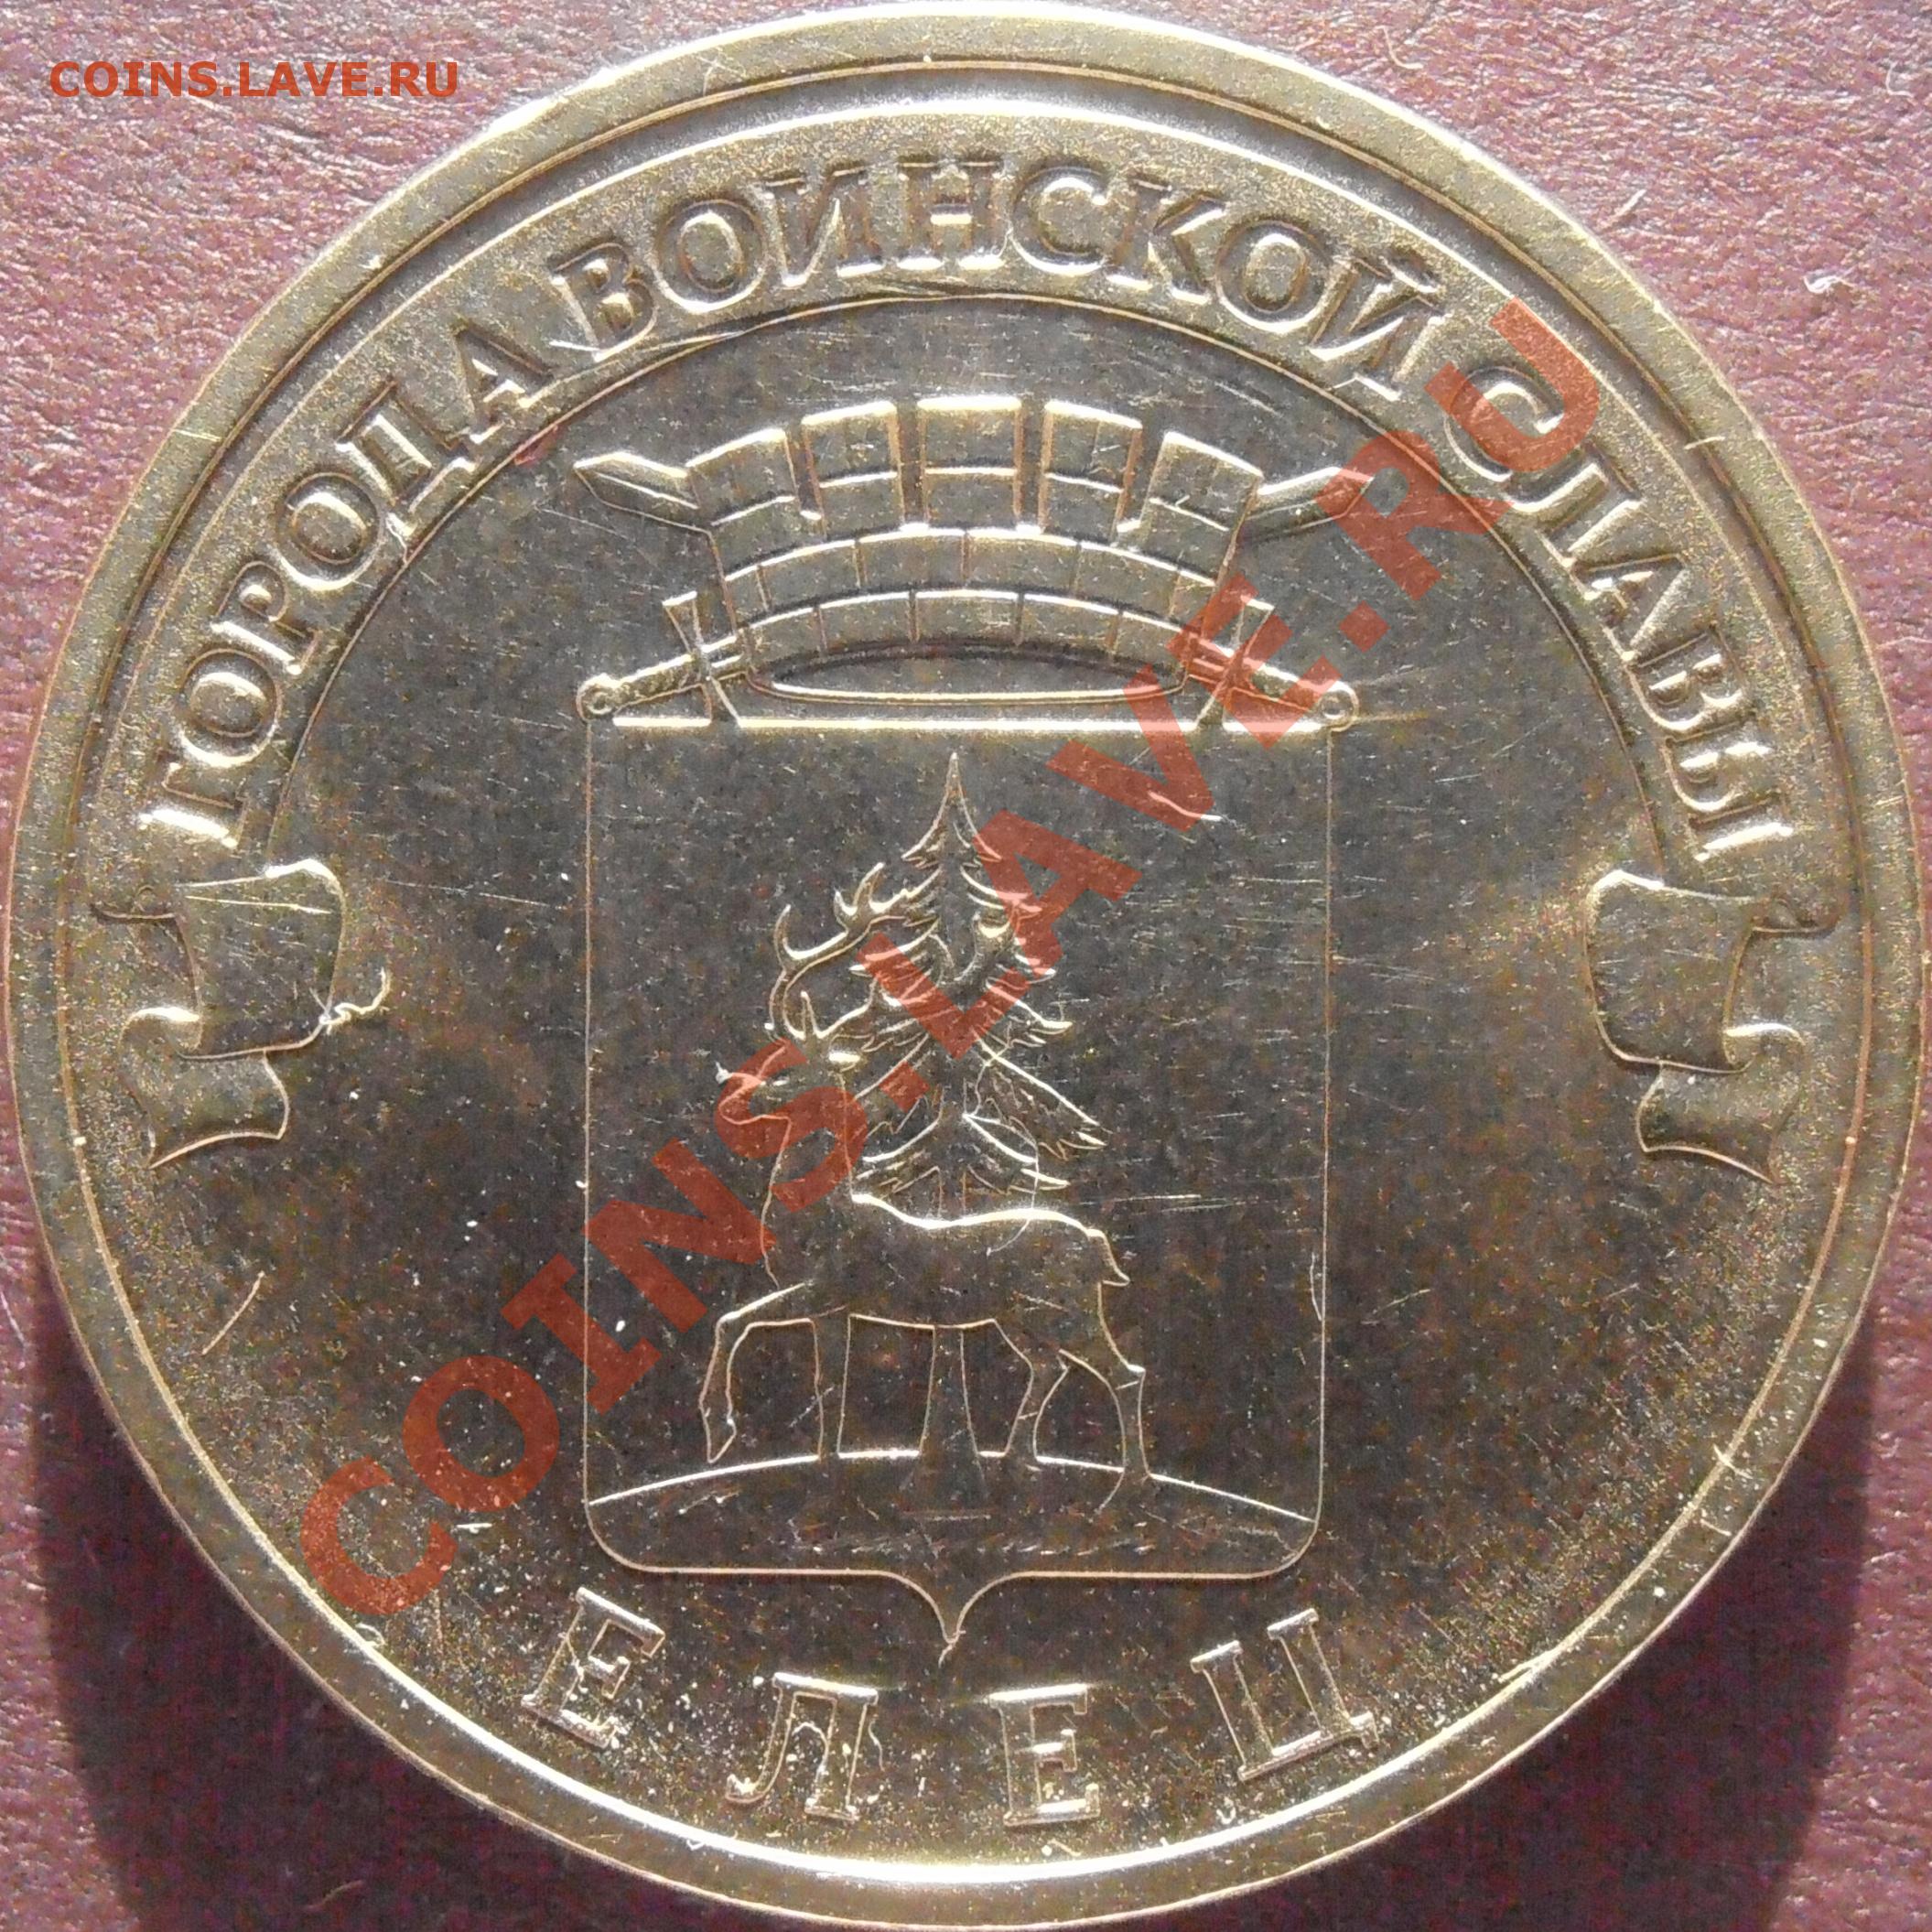 COINS.LAVE.RU
ГОРОДА ВОИНСКОЙ СЛАВЫ
COINS.LAVE.RU
ЕЛЕЦ